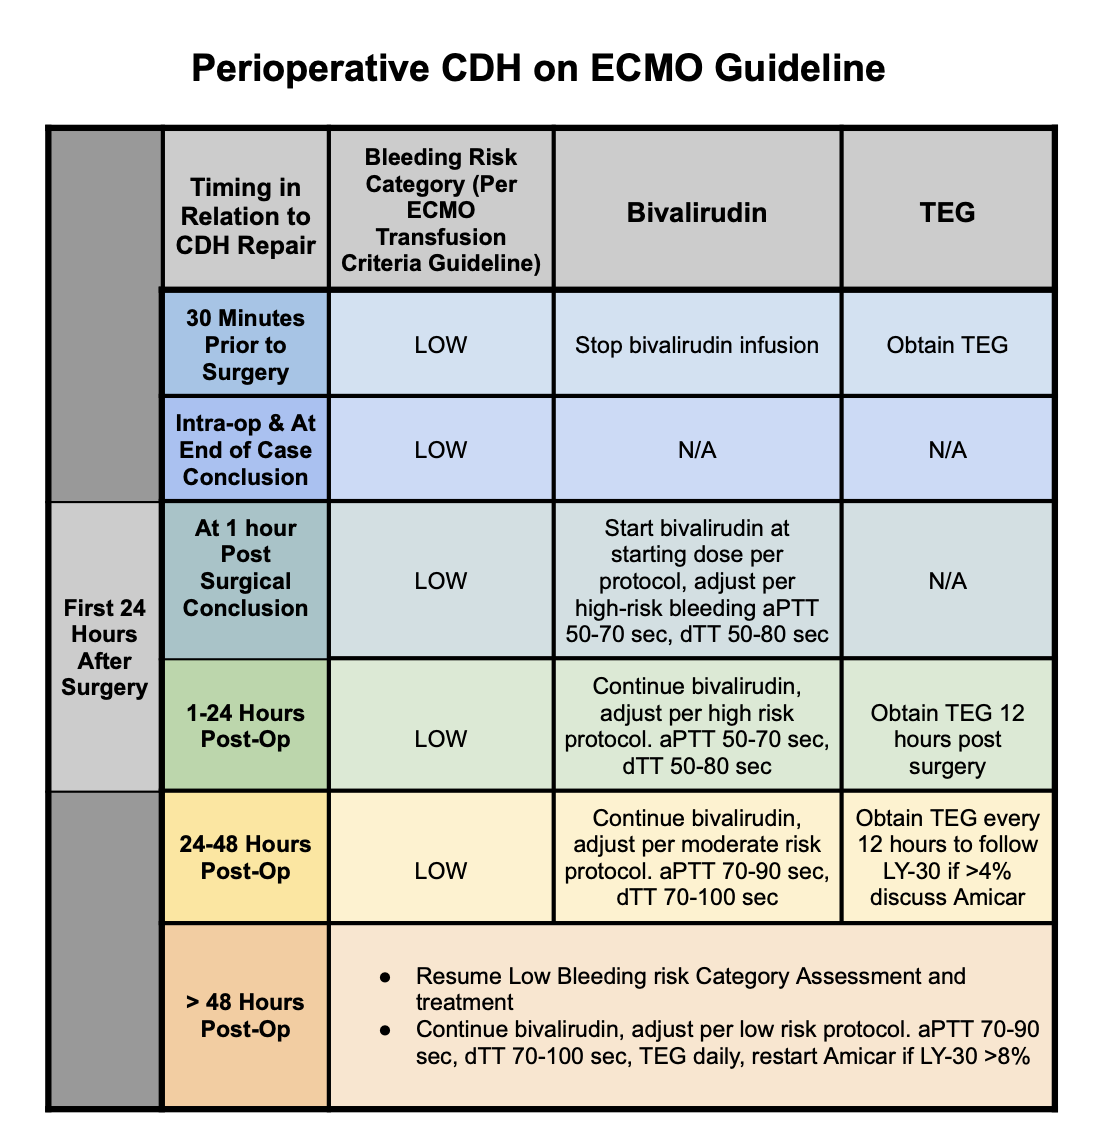 Perioperative CDH on ECMO Guideline
Timing in
Relation to
CDH Repair
Bleeding Risk
Category (Per
ECMO
Transfusion
Criteria Guideline)
Bivalirudin
TEG
30 Minutes
Prior to
Surgery
LOW
Stop bivalirudin infusion
Obtain TEG
Intra-op & At
End of Case
Conclusion
LOW
N/A
N/A
First 24
Hours
After
Surgery
At 1 hour
Post
Surgical
Conclusion
LOW
Start bivalirudin at
starting dose per
protocol, adjust per
high-risk bleeding aPTT
50-70 sec, dTT 50-80 sec
N/A
1-24 Hours
Post-Op
LOW
Continue bivalirudin,
adjust per high risk
protocol. aPTT 50-70 sec,
dTT 50-80 sec
Obtain TEG 12
hours post
surgery
24-48 Hours
Post-Op
LOW
Continue bivalirudin,
adjust per moderate risk
protocol. aPTT 70-90 sec,
dTT 70-100 sec
Obtain TEG every
12 hours to follow
LY-30 if >4%
discuss Amicar
> 48 Hours
Post-Op
● Resume Low Bleeding risk Category Assessment and
treatment
● Continue bivalirudin, adjust per low risk protocol. aPTT 70-90
sec, dTT 70-100 sec, TEG daily, restart Amicar if LY-30 >8%